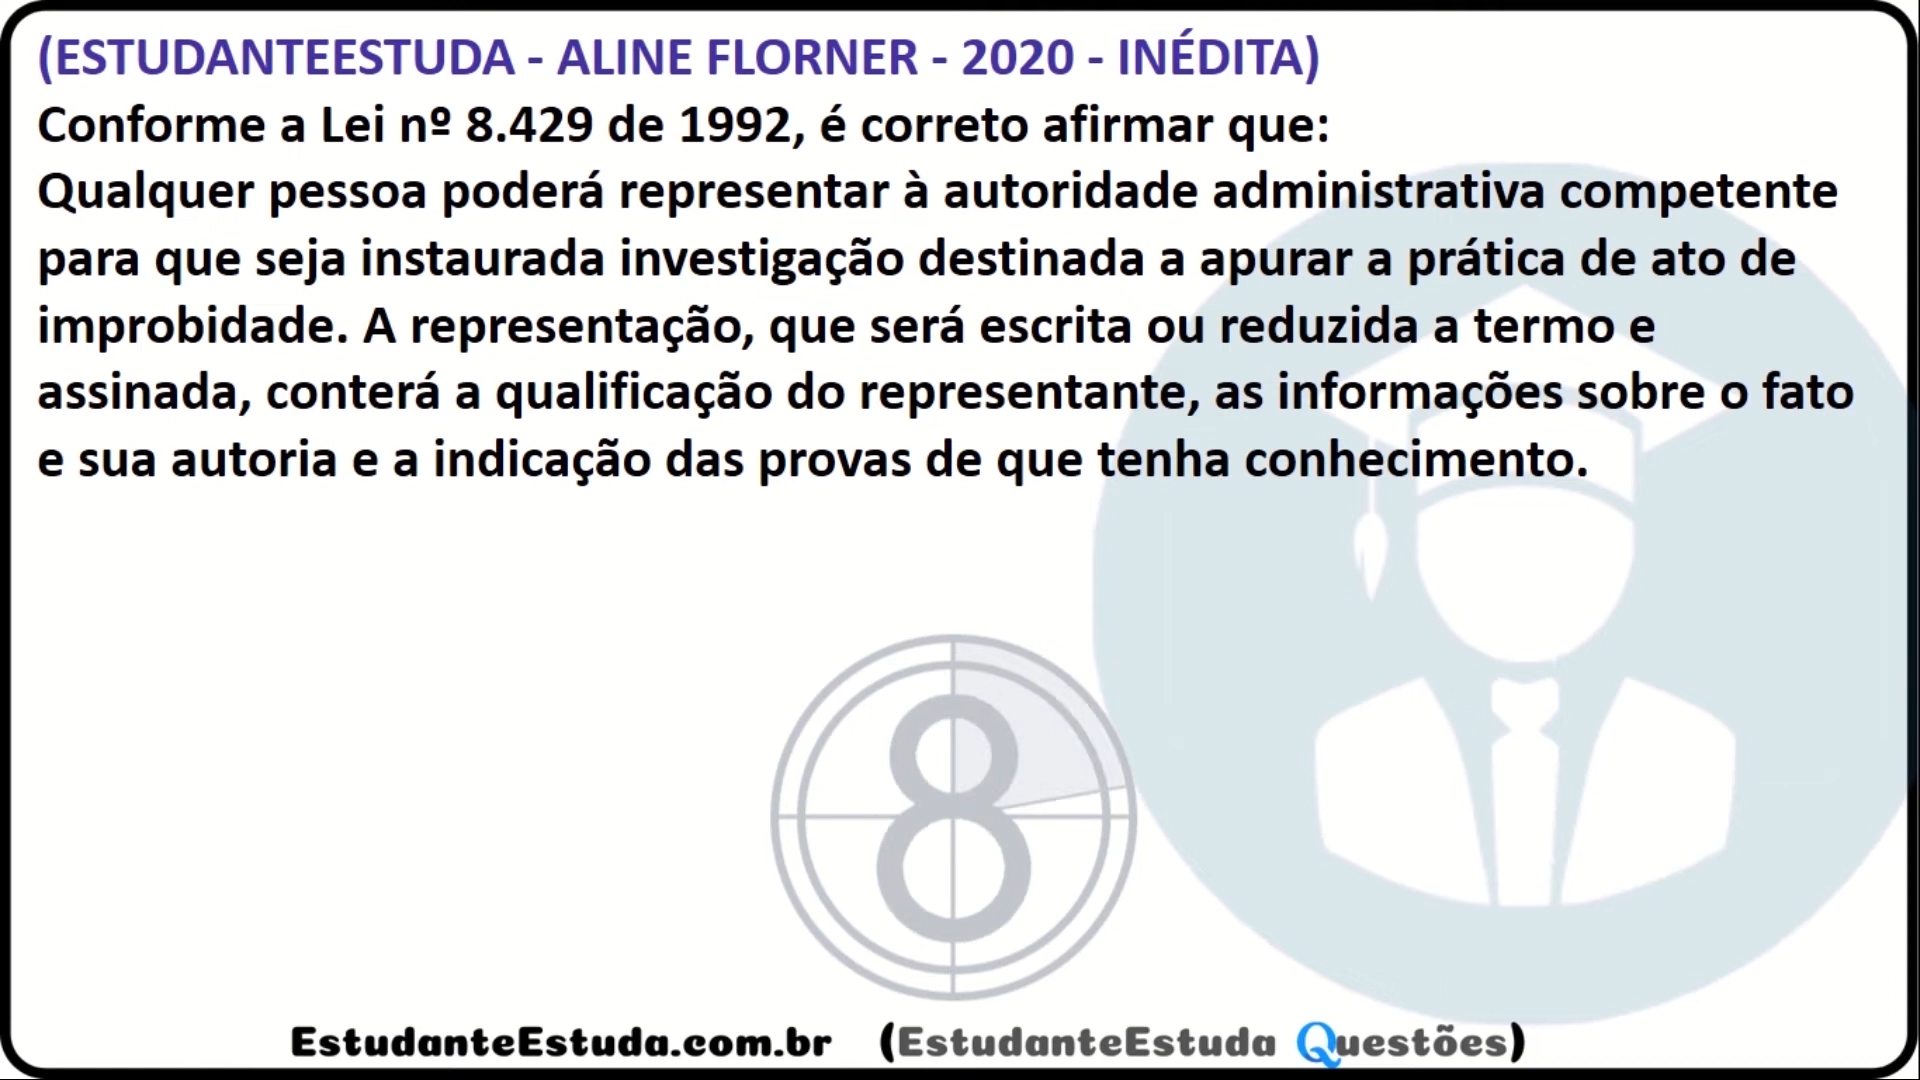 (ESTUDANTEESTUDA - ALINE FLORNER - 2020 - INÉDITA)
Conforme a Lei nº 8.429 de 1992, é correto afirmar que:
Qualquer pessoa poderá representar à autoridade administrativa competente
para que seja instaurada investigação destinada a apurar a prática de ato de
improbidade. A representação, que será escrita ou reduzida a termo e
assinada, conterá a qualificação do representante, as informações sobre o fato
e sua autoria e a indicação das provas de que tenha conhecimento.
8
EstudanteEstuda.com.br (EstudanteEstuda Questões)